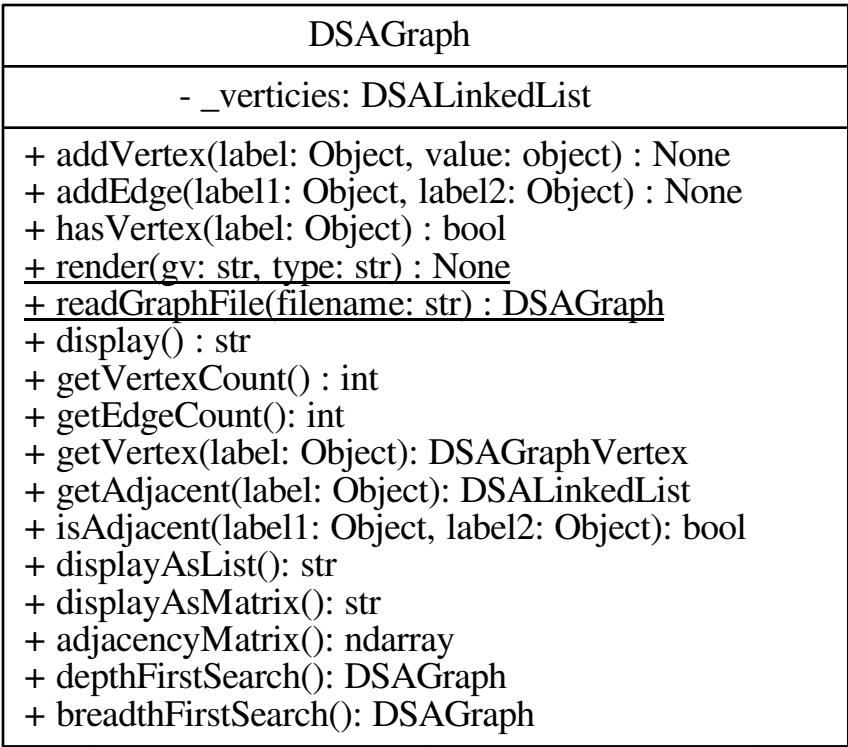 DSAGraph
- _verticies: DSALinkedList
+ addVertex(label: Object, value: object) : None
+ addEdge(label1: Object, label2: Object) : None
+ hasVertex(label: Object) : bool
+ render(gv: str, type: str) : None
+ readGraphFile(filename: str) : DSAGraph
+ display() : str
+ getVertexCount() : int
+ getEdgeCount(): int
+ getVertex(label: Object): DSAGraphVertex
+ getAdjacent(label: Object): DSALinkedList
+ isAdjacent(label1: Object, label2: Object): bool
+ displayAsList(): str
+ displayAsMatrix(): str
+ adjacencyMatrix(): ndarray
+ depthFirstSearch(): DSAGraph
+ breadthFirstSearch(): DSAGraph